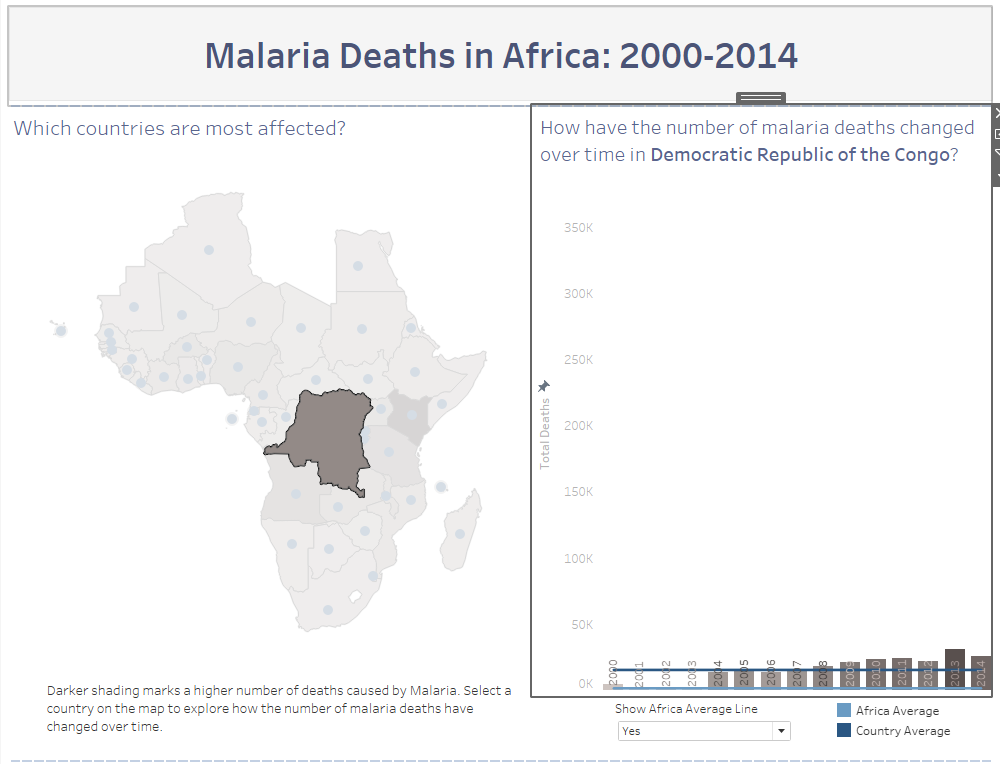 Malaria Deaths in Africa: 2000-2014
Which countries are most affected?
How have the number of malaria deaths changed
over time in Democratic Republic of the Congo?
350K
300K
250K
200K
150K
100K
50K
0K
Total Deaths
2000
2001
2002
2003
2004
2005
2006
2007
2008
2009
2010
2011
2012
2013
2014
Darker shading marks a higher number of deaths caused by Malaria. Select a
country on the map to explore how the number of malaria deaths have
changed over time.
Show Africa Average Line
Yes
Africa Average
Country Average